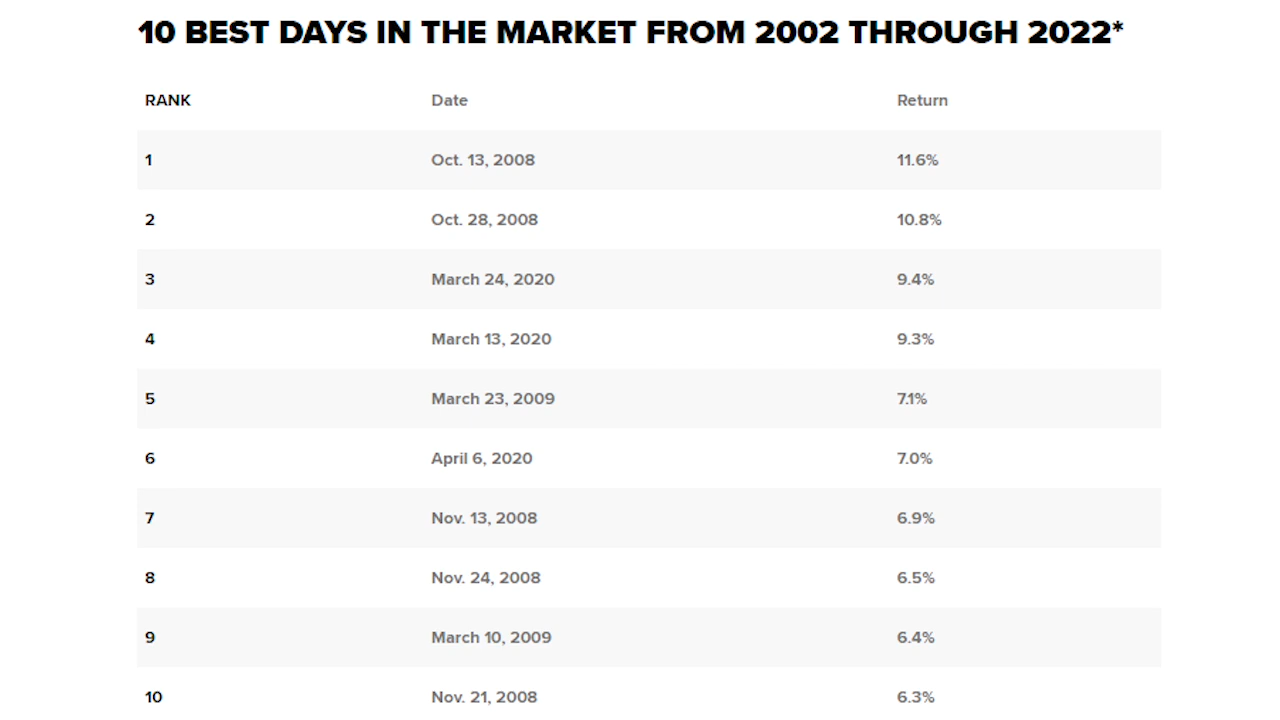 10 BEST DAYS IN THE MARKET FROM 2002 THROUGH 2022*
RANK Date Return
1 Oct. 13, 2008 11.6%
2 Oct. 28, 2008 10.8%
3 March 24, 2020 9.4%
4 March 13, 2020 9.3%
5 March 23, 2009 7.1%
6 April 6, 2020 7.0%
7 Nov. 13, 2008 6.9%
8 Nov. 24, 2008 6.5%
9 March 10, 2009 6.4%
10 Nov. 21, 2008 6.3%